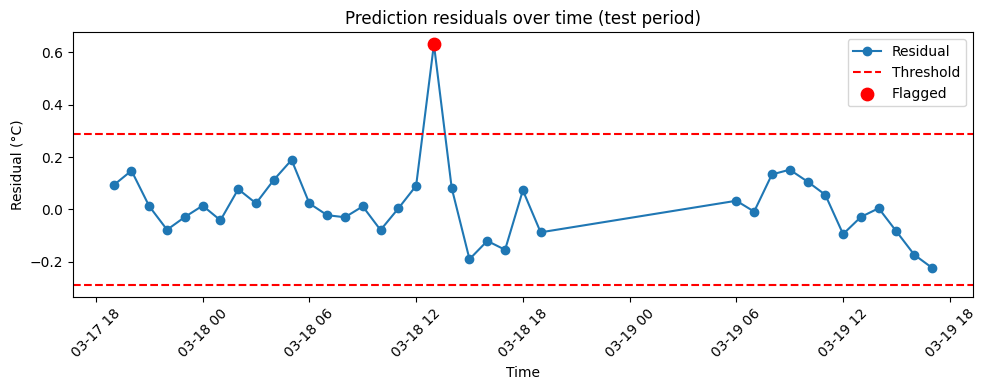 Prediction residuals over time (test period)
Residual (°C)
0.6
0.4
0.2
0.0
−0.2
Residual
Threshold
Flagged
03-17 18
03-18 00
03-18 06
03-18 12
03-18 18
03-19 00
03-19 06
03-19 12
03-19 18
Time